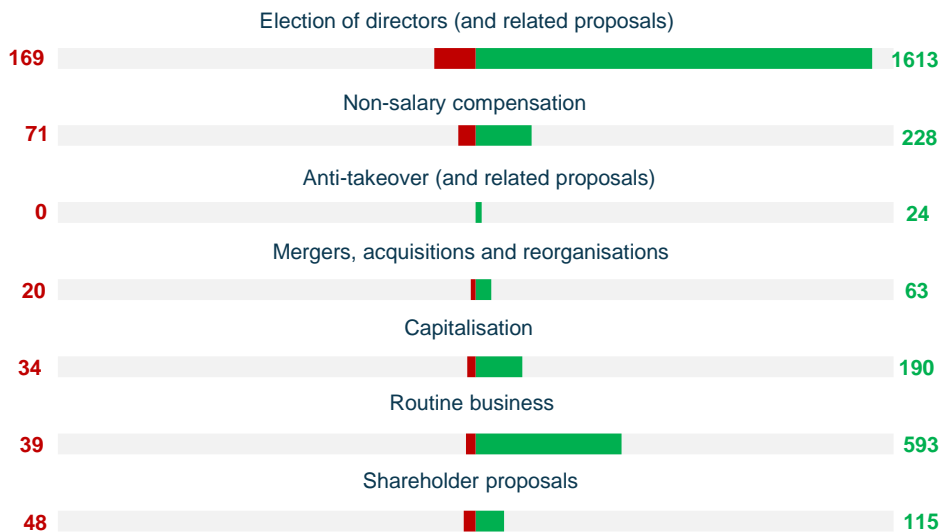 Election of directors (and related proposals)
169 1613
Non-salary compensation
71 228
Anti-takeover (and related proposals)
0 24
Mergers, acquisitions and reorganisations
20 63
Capitalisation
34 190
Routine business
39 593
Shareholder proposals
48 115